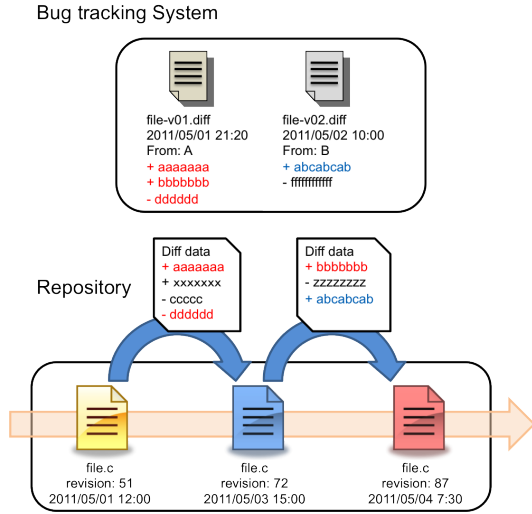 Bug tracking System
file-v01.diff
2011/05/01 21:20
From: A
+ aaaaaaa
+ bbbbbbb
- dddddd
file-v02.diff
2011/05/02 10:00
From: B
+ abcabcab
- ffffffffffff
Repository
Diff data
+ aaaaaaa
+ xxxxxxx
- ccccc
- dddddd
Diff data
+ bbbbbbb
- zzzzzzzz
+ abcabcab
file.c
revision: 51
2011/05/01 12:00
file.c
revision: 72
2011/05/03 15:00
file.c
revision: 87
2011/05/04 7:30